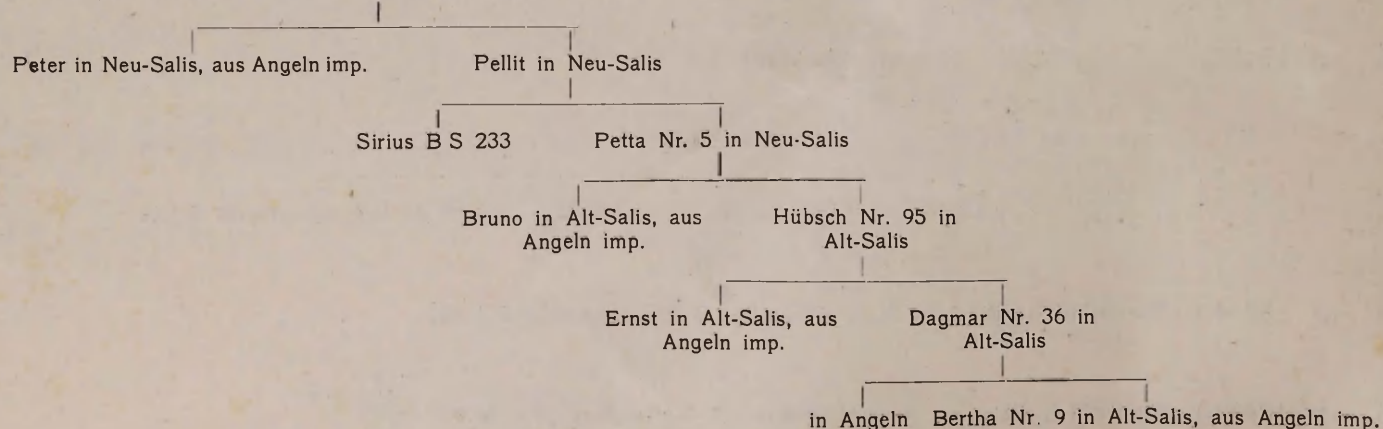 Peter in Neu-Salis, aus Angeln imp.
Pellit in Neu-Salis
Sirius B S 233
Petta Nr. 5 in Neu-Salis
Bruno in Alt-Salis, aus
Angeln imp.
Hübsch Nr. 95 in
Alt-Salis
Ernst in Alt-Salis, aus
Angeln imp.
Dagmar Nr. 36 in
Alt-Salis
in Angeln
Bertha Nr. 9 in Alt-Salis, aus Angeln imp.